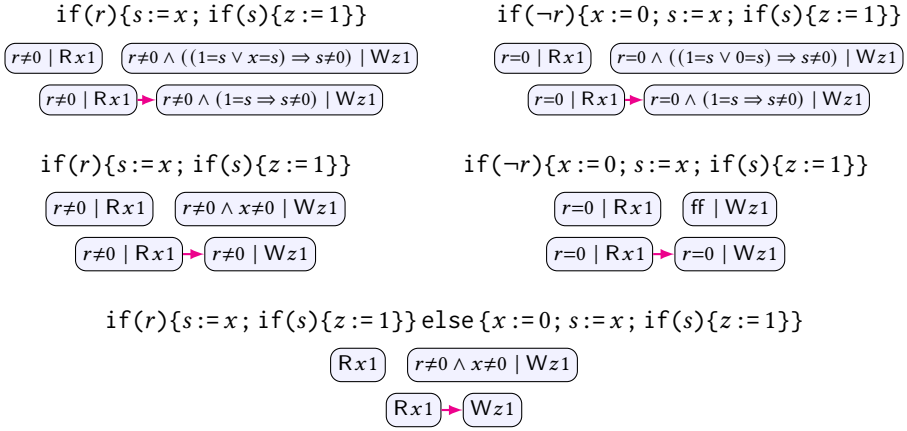 if(r){s:=x; if(s){z:=1}} if(¬r){x:=0; s:=x; if(s){z:=1}}
r≠0 | Rx1 r≠0 ∧ ((1=s ∨ x=s) ⇒ s≠0) | Wz1 r=0 | Rx1 r=0 ∧ ((1=s ∨ 0=s) ⇒ s≠0) | Wz1
r≠0 | Rx1 r≠0 ∧ (1=s ⇒ s≠0) | Wz1 r=0 | Rx1 r=0 ∧ (1=s ⇒ s≠0) | Wz1
if(r){s:=x; if(s){z:=1}} if(¬r){x:=0; s:=x; if(s){z:=1}}
r≠0 | Rx1 r≠0 ∧ x≠0 | Wz1 r=0 | Rx1 ff | Wz1
r≠0 | Rx1 r≠0 | Wz1 r=0 | Rx1 r=0 | Wz1
if(r){s:=x; if(s){z:=1}} else {x:=0; s:=x; if(s){z:=1}}
Rx1 r≠0 ∧ x≠0 | Wz1
Rx1 Wz1